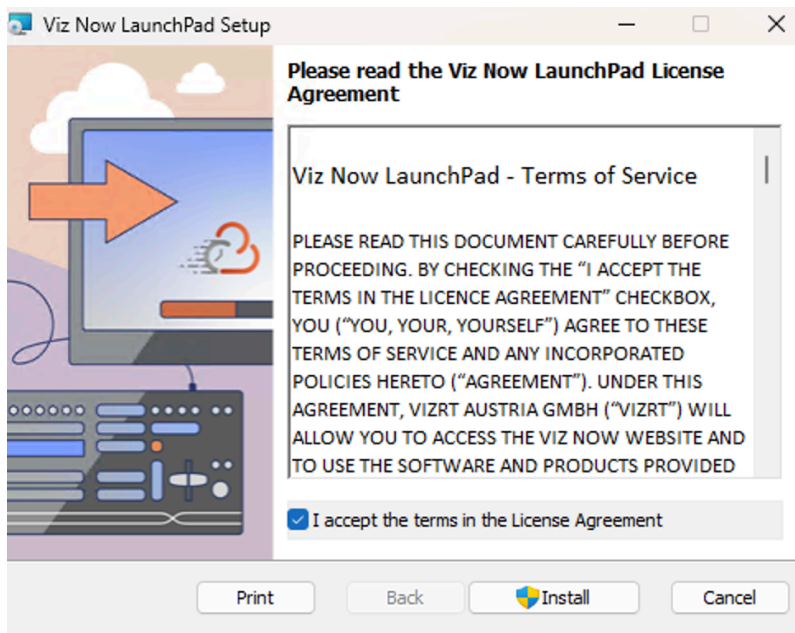 Viz Now LaunchPad Setup
Please read the Viz Now LaunchPad License
Agreement
Viz Now LaunchPad - Terms of Service
PLEASE READ THIS DOCUMENT CAREFULLY BEFORE
PROCEEDING. BY CHECKING THE “I ACCEPT THE
TERMS IN THE LICENCE AGREEMENT” CHECKBOX,
YOU (“YOU, YOUR, YOURSELF”) AGREE TO THESE
TERMS OF SERVICE AND ANY INCORPORATED
POLICIES HERETO (“AGREEMENT”). UNDER THIS
AGREEMENT, VIZRT AUSTRIA GMBH (“VIZRT”) WILL
ALLOW YOU TO ACCESS THE VIZ NOW WEBSITE AND
TO USE THE SOFTWARE AND PRODUCTS PROVIDED
I accept the terms in the License Agreement
Print
Back
Install
Cancel